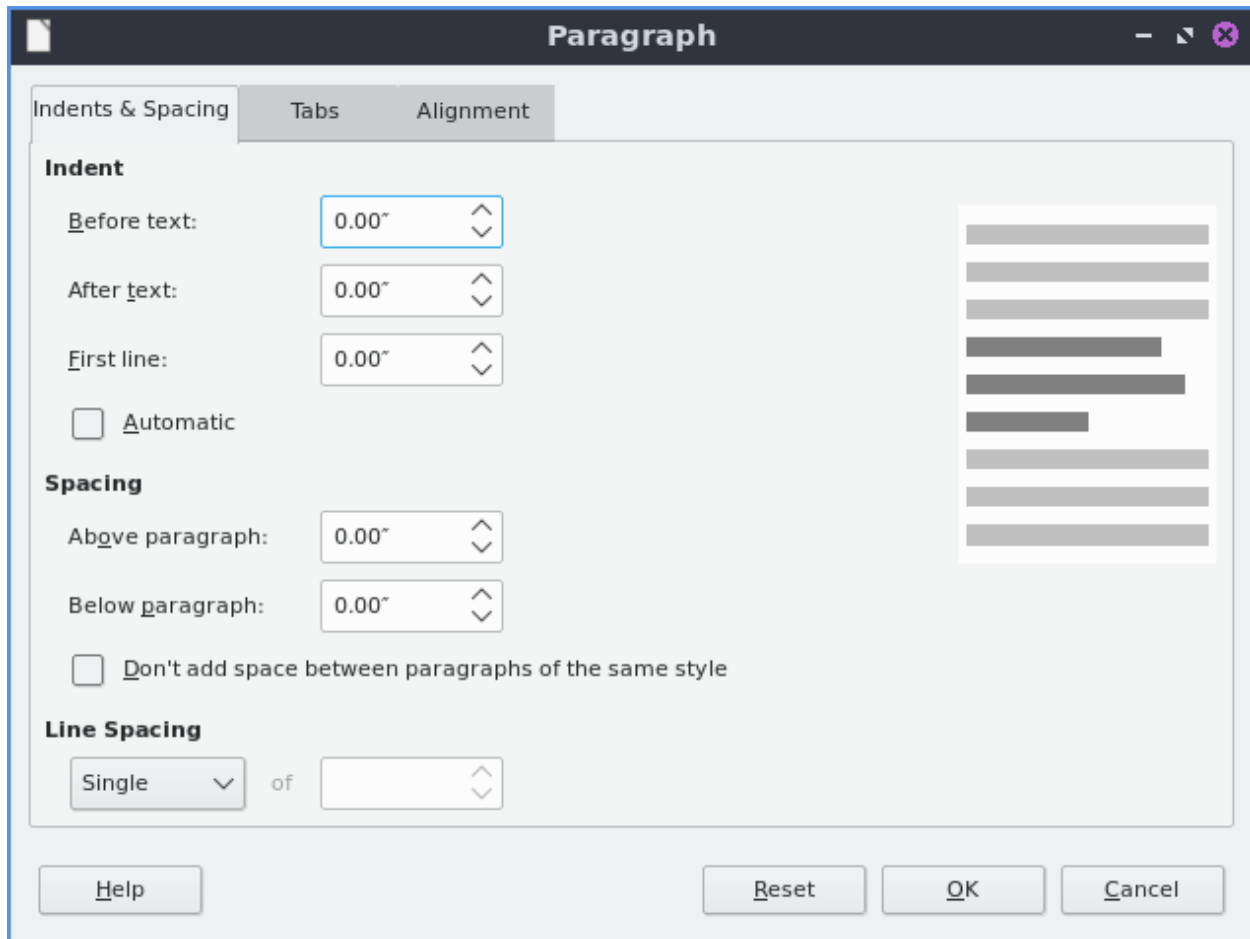 Paragraph
Indents & Spacing Tabs Alignment
Indent
Before text: 0.00″
After text: 0.00″
First line: 0.00″
Automatic
Spacing
Above paragraph: 0.00″
Below paragraph: 0.00″
Don't add space between paragraphs of the same style
Line Spacing
Single of
Help Reset OK Cancel